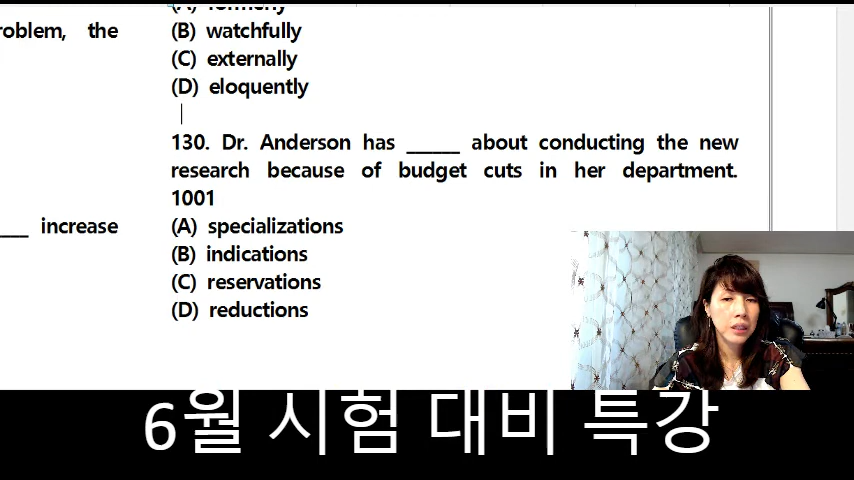 roblem, the
(B) watchfully
(C) externally
(D) eloquently
130. Dr. Anderson has _____ about conducting the new
research because of budget cuts in her department.
1001
___ increase
(A) specializations
(B) indications
(C) reservations
(D) reductions
6월 시험 대비 특강